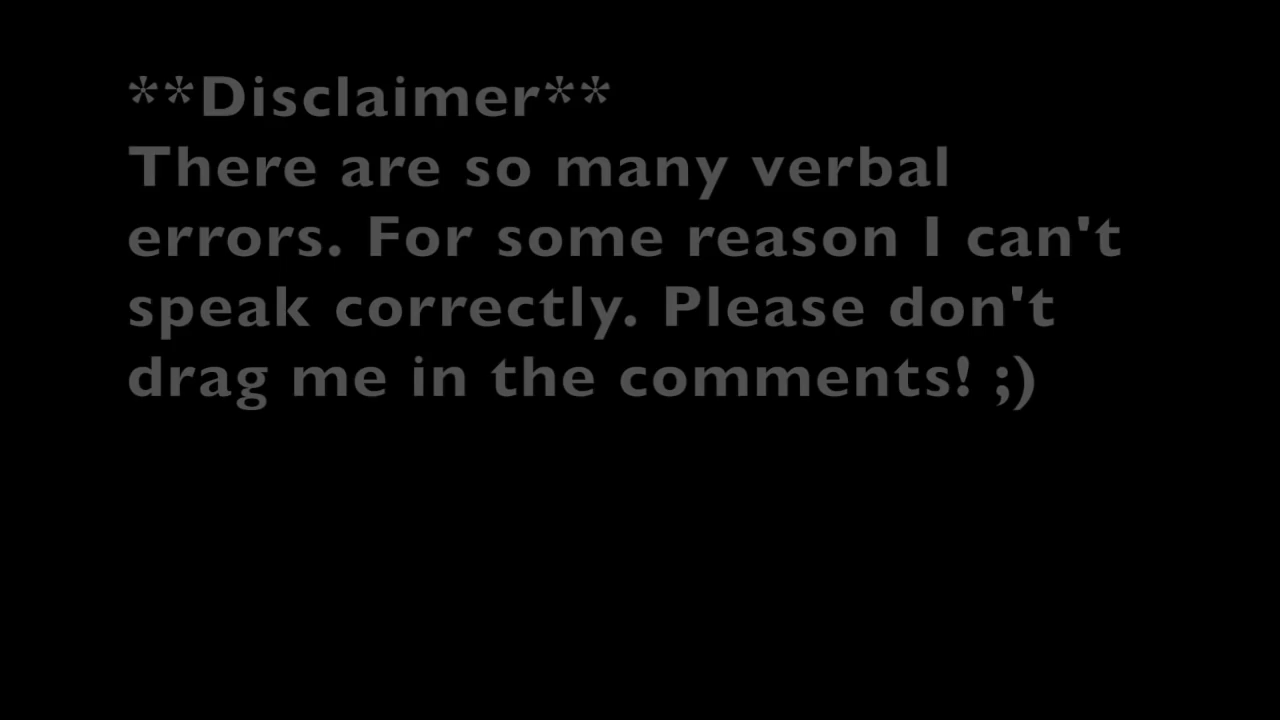 **Disclaimer**
There are so many verbal
errors. For some reason I can't
speak correctly. Please don't
drag me in the comments! ;)